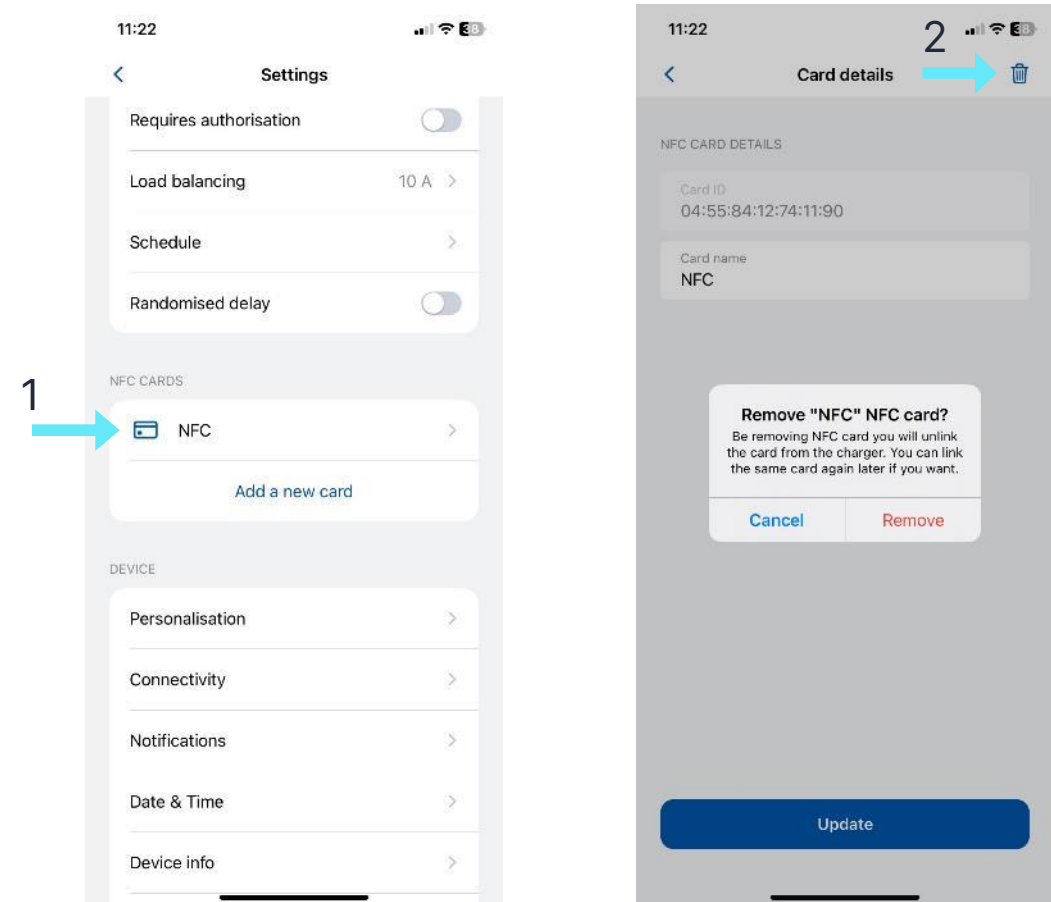 11:22
38
Settings
Requires authorisation
Load balancing 10 A
Schedule
Randomised delay
NFC CARDS
1
NFC
Add a new card
DEVICE
Personalisation
Connectivity
Notifications
Date & Time
Device info
11:22
2
38
Card details
NFC CARD DETAILS
Card ID
04:55:84:12:74:11:90
Card name
NFC
Remove "NFC" NFC card?
Be removing NFC card you will unlink
the card from the charger. You can link
the same card again later if you want.
Cancel Remove
Update